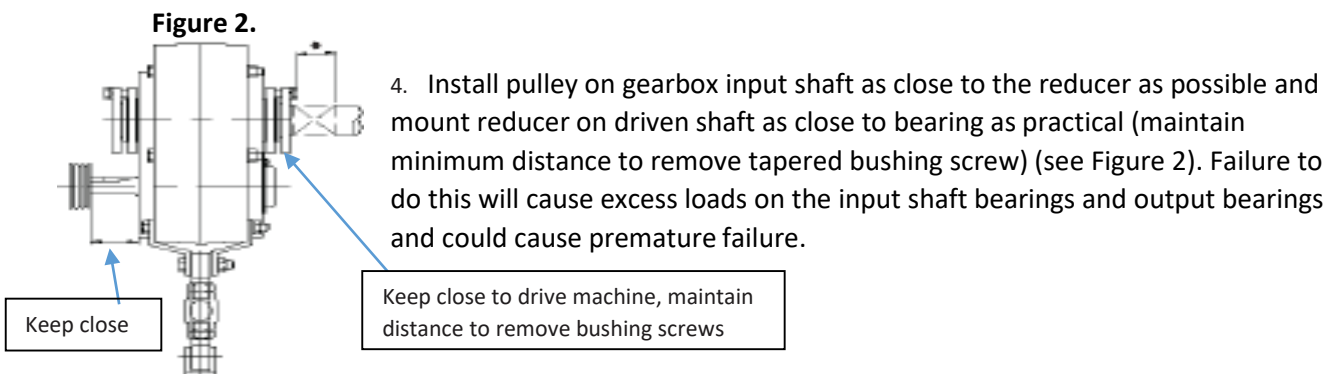 Figure 2.
4. Install pulley on gearbox input shaft as close to the reducer as possible and
mount reducer on driven shaft as close to bearing as practical (maintain
minimum distance to remove tapered bushing screw) (see Figure 2). Failure to
do this will cause excess loads on the input shaft bearings and output bearings
and could cause premature failure.
Keep close to drive machine, maintain
distance to remove bushing screws
Keep close